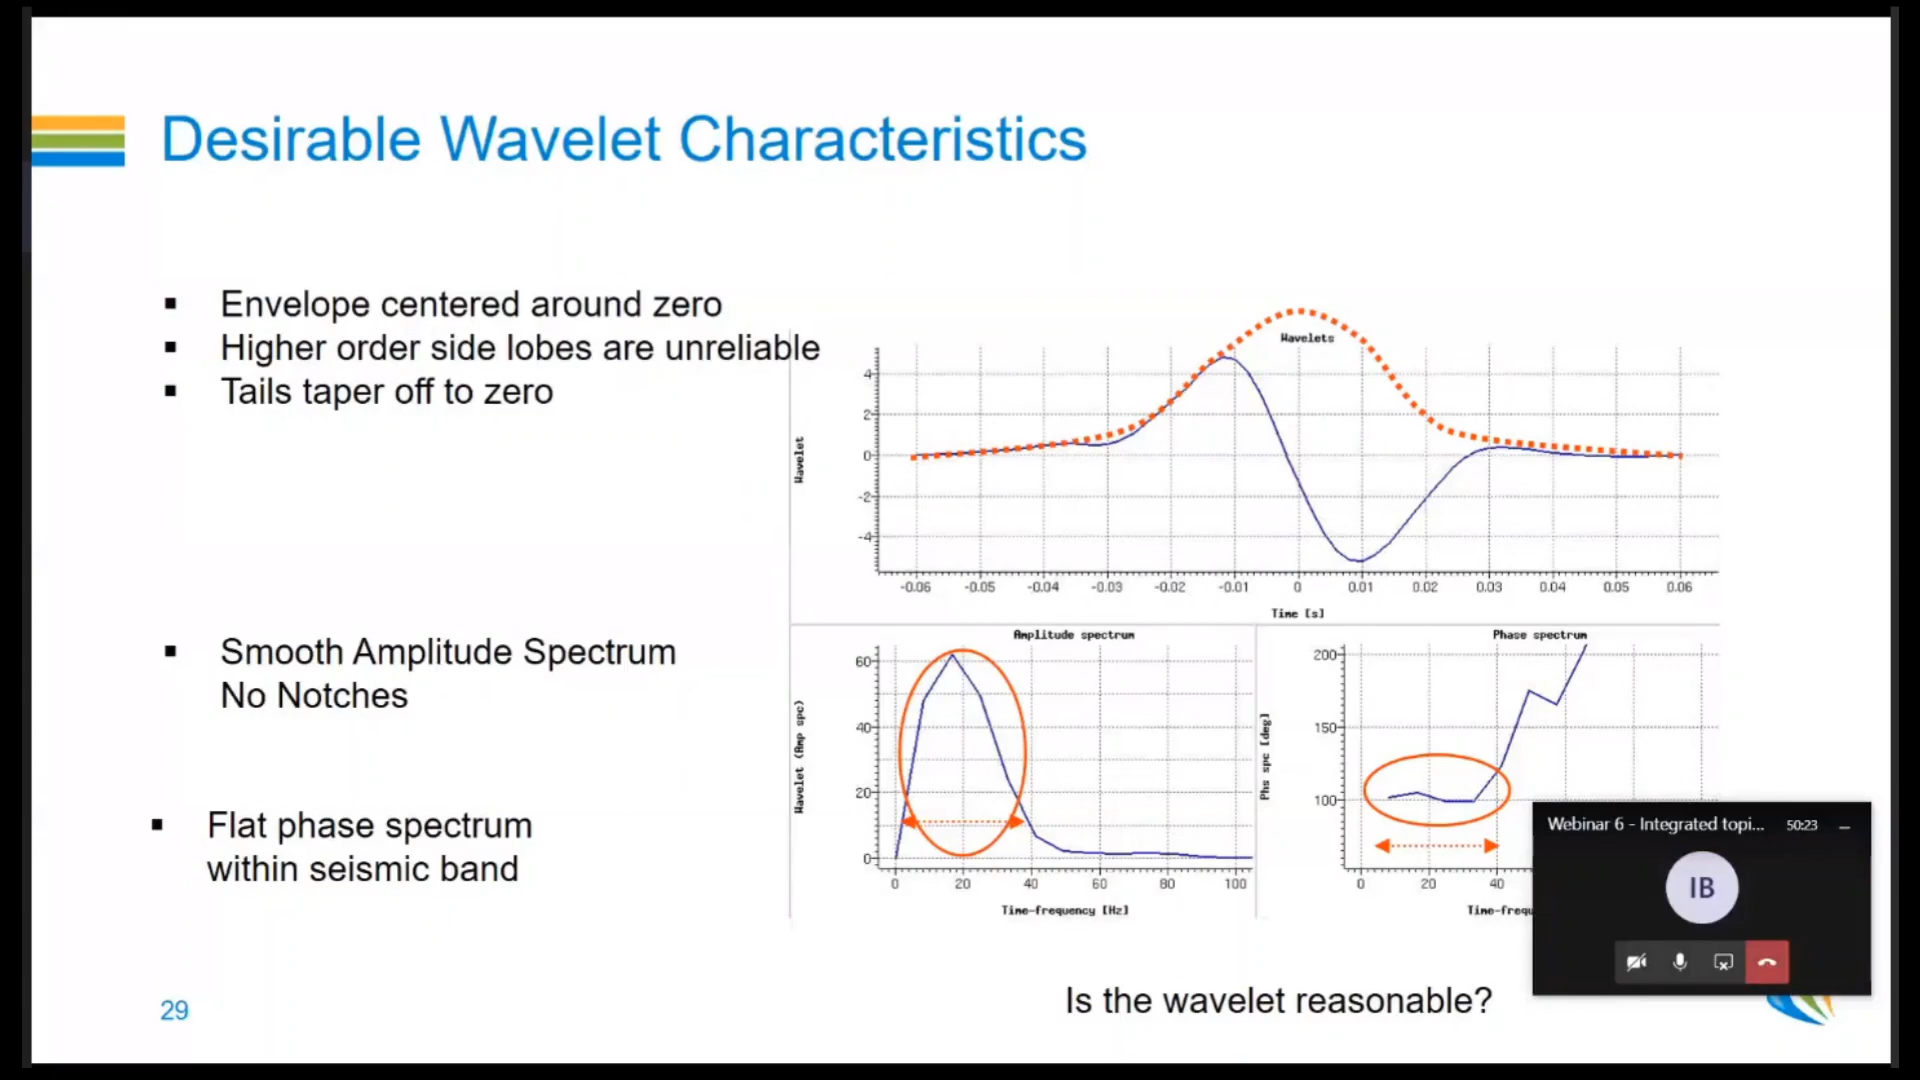 Desirable Wavelet Characteristics
▪ Envelope centered around zero
▪ Higher order side lobes are unreliable
▪ Tails taper off to zero
▪ Smooth Amplitude Spectrum
No Notches
▪ Flat phase spectrum
within seismic band
Wavelets
Wavelet
4
2
0
-2
-4
-0.06 -0.05 -0.04 -0.03 -0.02 -0.01 0 0.01 0.02 0.03 0.04 0.05 0.06
Time [s]
Amplitude spectrum
Wavelet (Amp spc)
60
40
20
0
0 20 40 60 80 100
Time-frequency [Hz]
Phase spectrum
Phs spc [deg]
200
150
100
0 20 40
Time-frequ
Webinar 6 - Integrated topi... 50:23
IB
Is the wavelet reasonable?
29